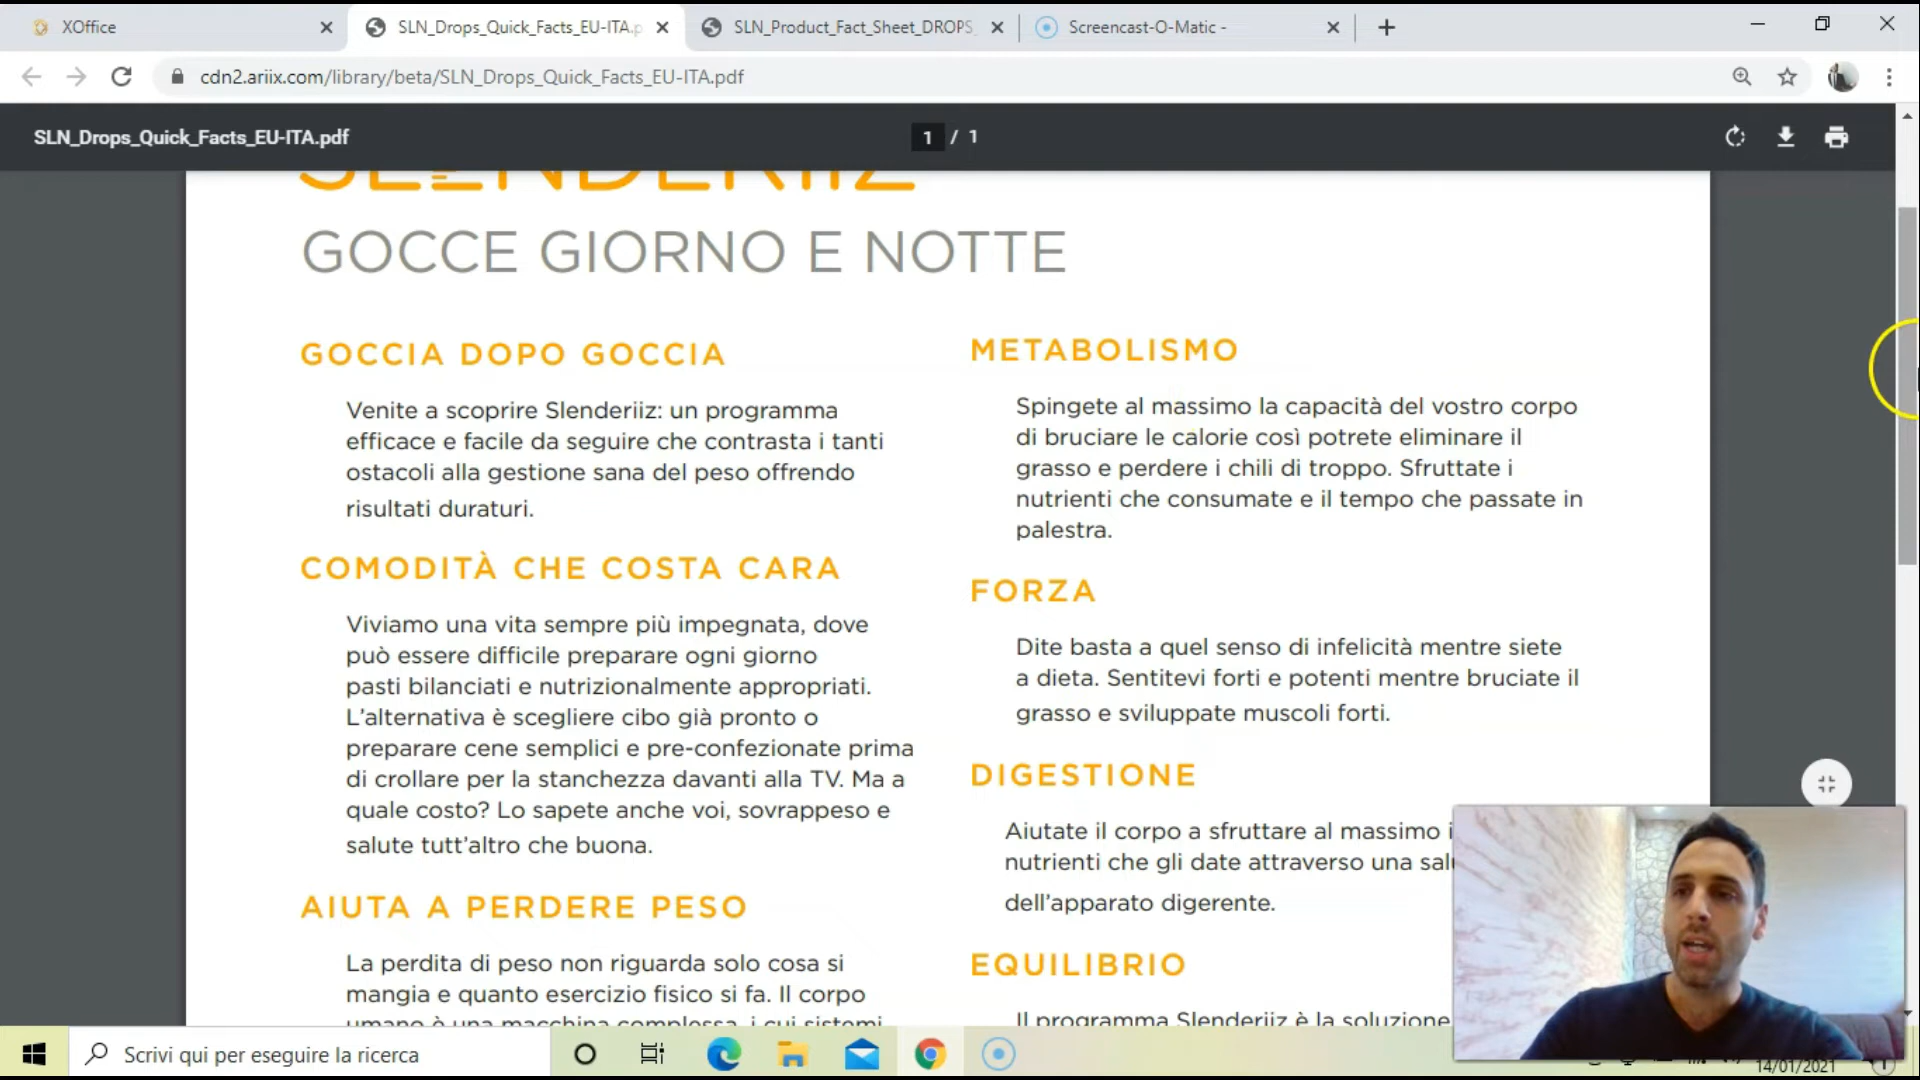 XOffice
SLN_Drops_Quick_Facts_EU-ITA.p
SLN_Product_Fact_Sheet_DROPS
Screencast-O-Matic -
cdn2.ariix.com/library/beta/SLN_Drops_Quick_Facts_EU-ITA.pdf
SLN_Drops_Quick_Facts_EU-ITA.pdf
1 / 1
SLENDERIIZ
GOCCE GIORNO E NOTTE
GOCCIA DOPO GOCCIA
Venite a scoprire Slenderiiz: un programma
efficace e facile da seguire che contrasta i tanti
ostacoli alla gestione sana del peso offrendo
risultati duraturi.
COMODITÀ CHE COSTA CARA
Viviamo una vita sempre più impegnata, dove
può essere difficile preparare ogni giorno
pasti bilanciati e nutrizionalmente appropriati.
L'alternativa è scegliere cibo già pronto o
preparare cene semplici e pre-confezionate prima
di crollare per la stanchezza davanti alla TV. Ma a
quale costo? Lo sapete anche voi, sovrappeso e
salute tutt'altro che buona.
AIUTA A PERDERE PESO
La perdita di peso non riguarda solo cosa si
mangia e quanto esercizio fisico si fa. Il corpo
umano è una macchina complessa, i cui sistemi
METABOLISMO
Spingete al massimo la capacità del vostro corpo
di bruciare le calorie così potrete eliminare il
grasso e perdere i chili di troppo. Sfruttate i
nutrienti che consumate e il tempo che passate in
palestra.
FORZA
Dite basta a quel senso di infelicità mentre siete
a dieta. Sentitevi forti e potenti mentre bruciate il
grasso e sviluppate muscoli forti.
DIGESTIONE
Aiutate il corpo a sfruttare al massimo i
nutrienti che gli date attraverso una sal
dell'apparato digerente.
EQUILIBRIO
Il programma Slenderiiz è la soluzione
Scrivi qui per eseguire la ricerca
14/01/2021